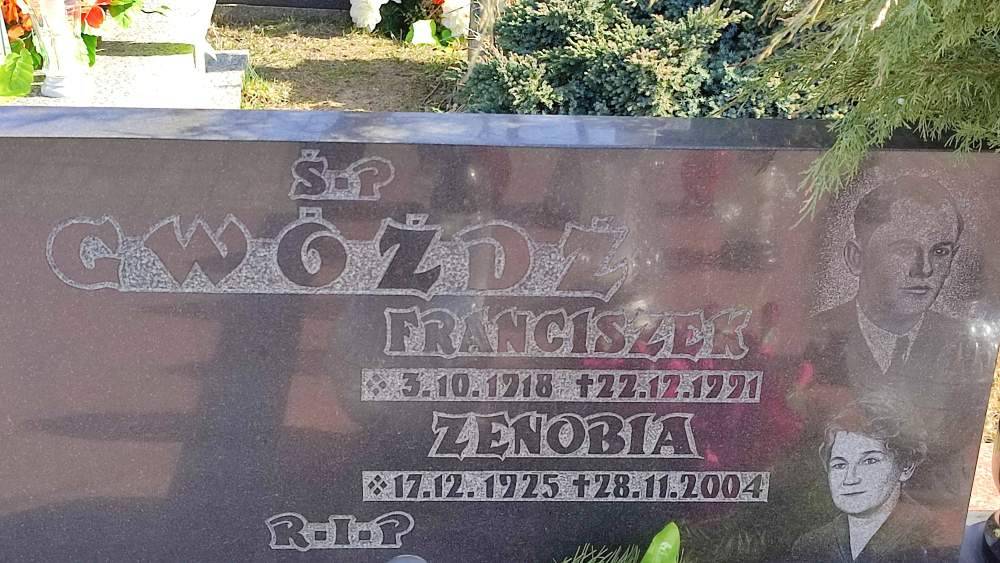 Ś-P
GWÓŹDŹ
FRANCISZEK
3.10.1918 †22.12.1991
ZENOBIA
17.12.1925 †28.11.2004
R-I-P